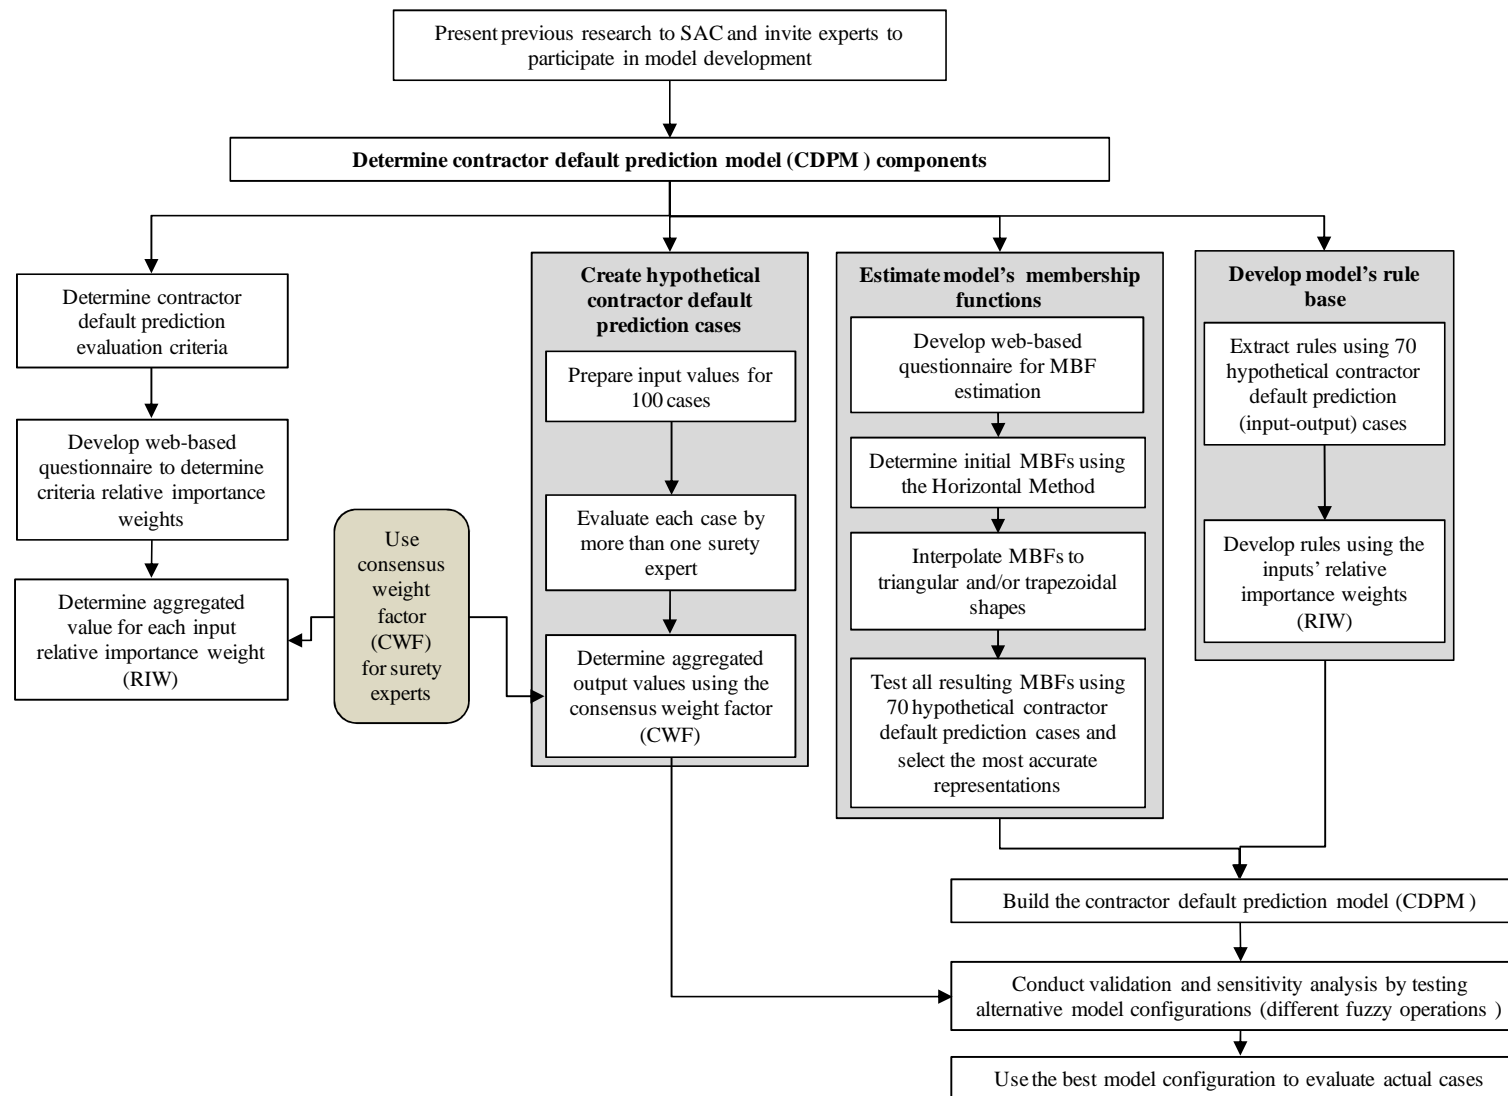 Present previous research to SAC and invite experts to
participate in model development
Determine contractor default prediction model (CDPM ) components
Determine contractor
default prediction
evaluation criteria
Develop web-based
questionnaire to determine
criteria relative importance
weights
Determine aggregated
value for each input
relative importance weight
(RIW)
Use
consensus
weight
factor
(CWF)
for surety
experts
Create hypothetical
contractor default
prediction cases
Prepare input values for
100 cases
Evaluate each case by
more than one surety
expert
Determine aggregated
output values using the
consensus weight factor
(CWF)
Estimate model's membership
functions
Develop web-based
questionnaire for MBF
estimation
Determine initial MBFs using
the Horizontal Method
Interpolate MBFs to
triangular and/or trapezoidal
shapes
Test all resulting MBFs using
70 hypothetical contractor
default prediction cases and
select the most accurate
representations
Develop model's rule
base
Extract rules using 70
hypothetical contractor
default prediction
(input-output) cases
Develop rules using the
inputs' relative
importance weights
(RIW)
Build the contractor default prediction model (CDPM )
Conduct validation and sensitivity analysis by testing
alternative model configurations (different fuzzy operations )
Use the best model configuration to evaluate actual cases